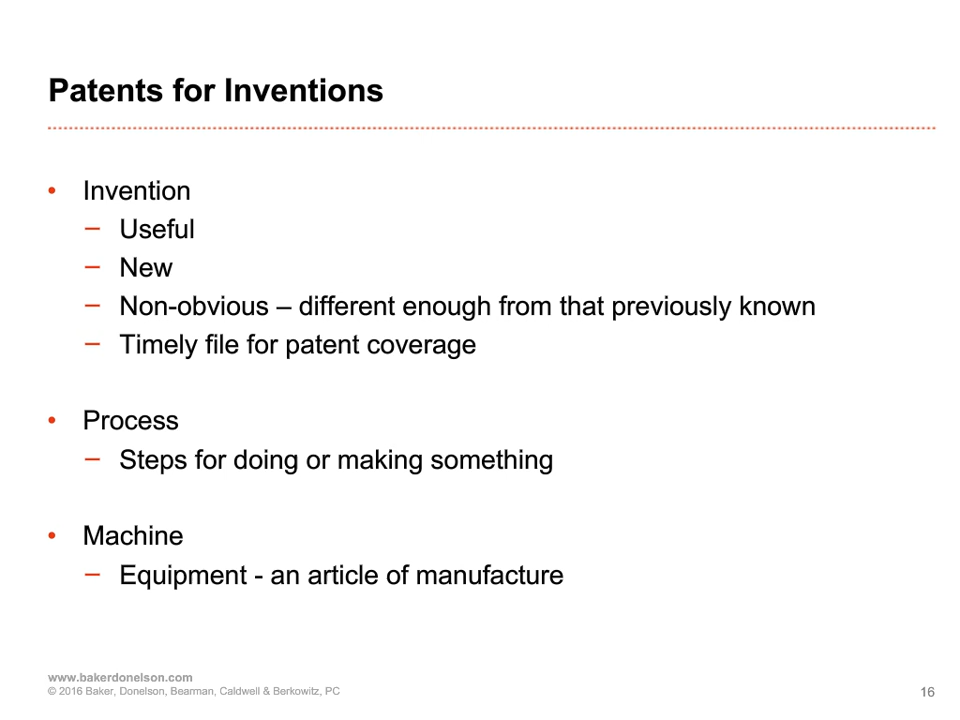 Patents for Inventions
• Invention
– Useful
– New
– Non-obvious – different enough from that previously known
– Timely file for patent coverage
• Process
– Steps for doing or making something
• Machine
– Equipment - an article of manufacture
www.bakerdonelson.com
© 2016 Baker, Donelson, Bearman, Caldwell & Berkowitz, PC
16